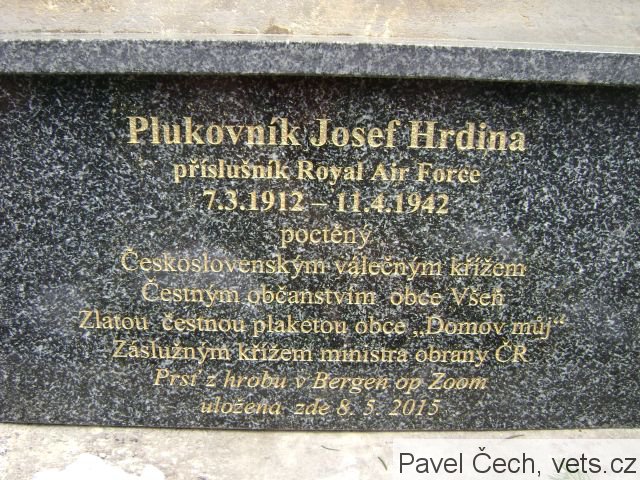 Plukovník Josef Hrdina
příslušník Royal Air Force
7.3.1912 – 11.4.1942
poctěný
Československým válečným křížem
Čestným občanstvím obce Všeň
Zlatou čestnou plaketou obce „Domov můj“
Záslužným křížem ministra obrany ČR
Prsť z hrobu v Bergen op Zoom
uložena zde 8. 5. 2015
Pavel Čech, vets.cz